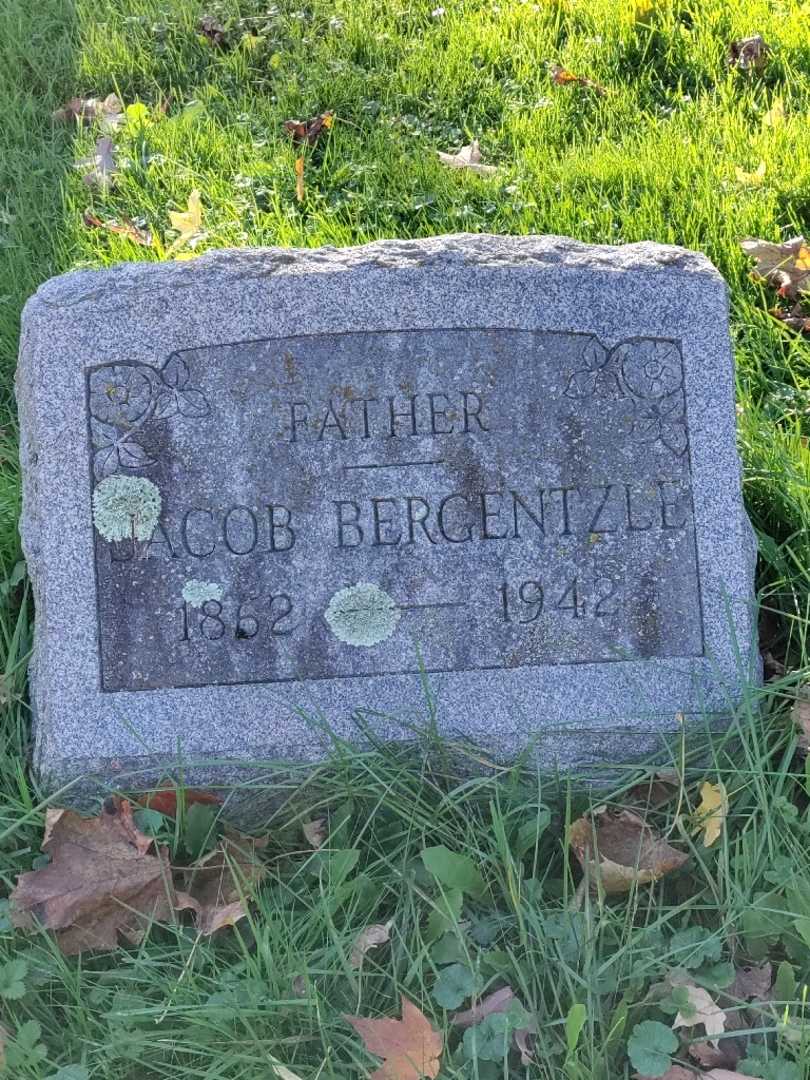 FATHER
JACOB BERGENTZLE
1862 — 1942